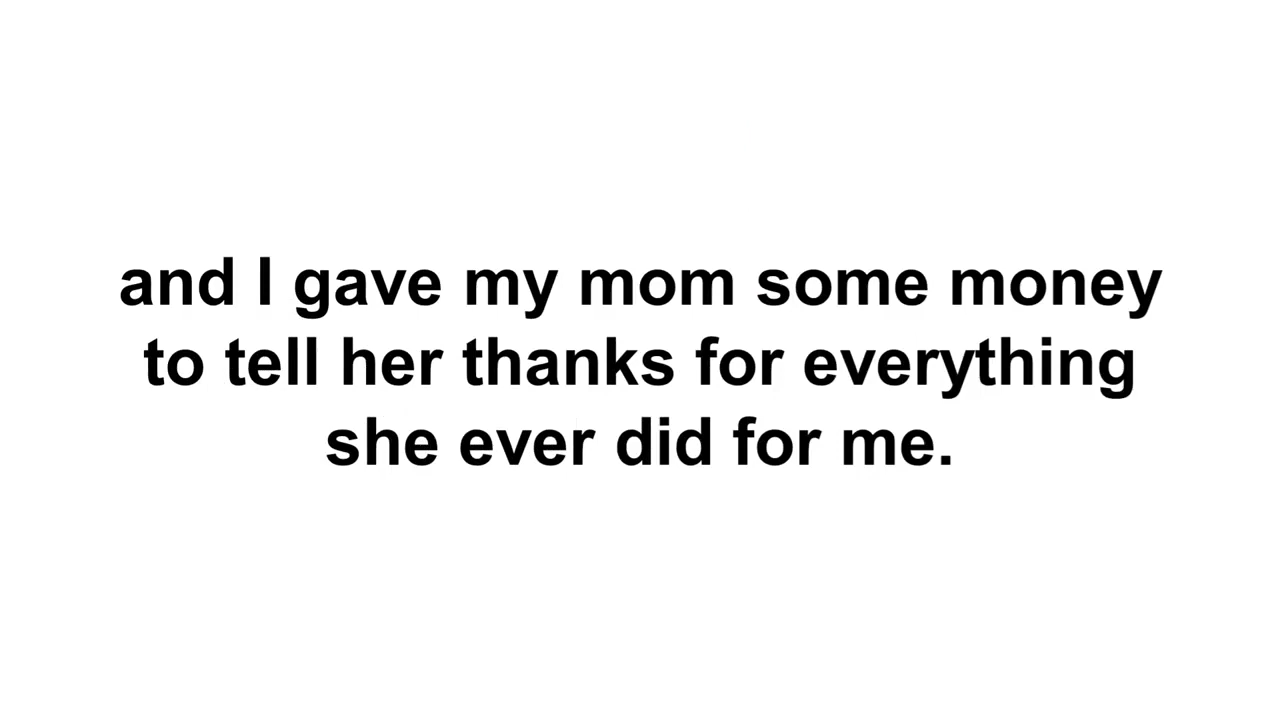 and I gave my mom some money
to tell her thanks for everything
she ever did for me.